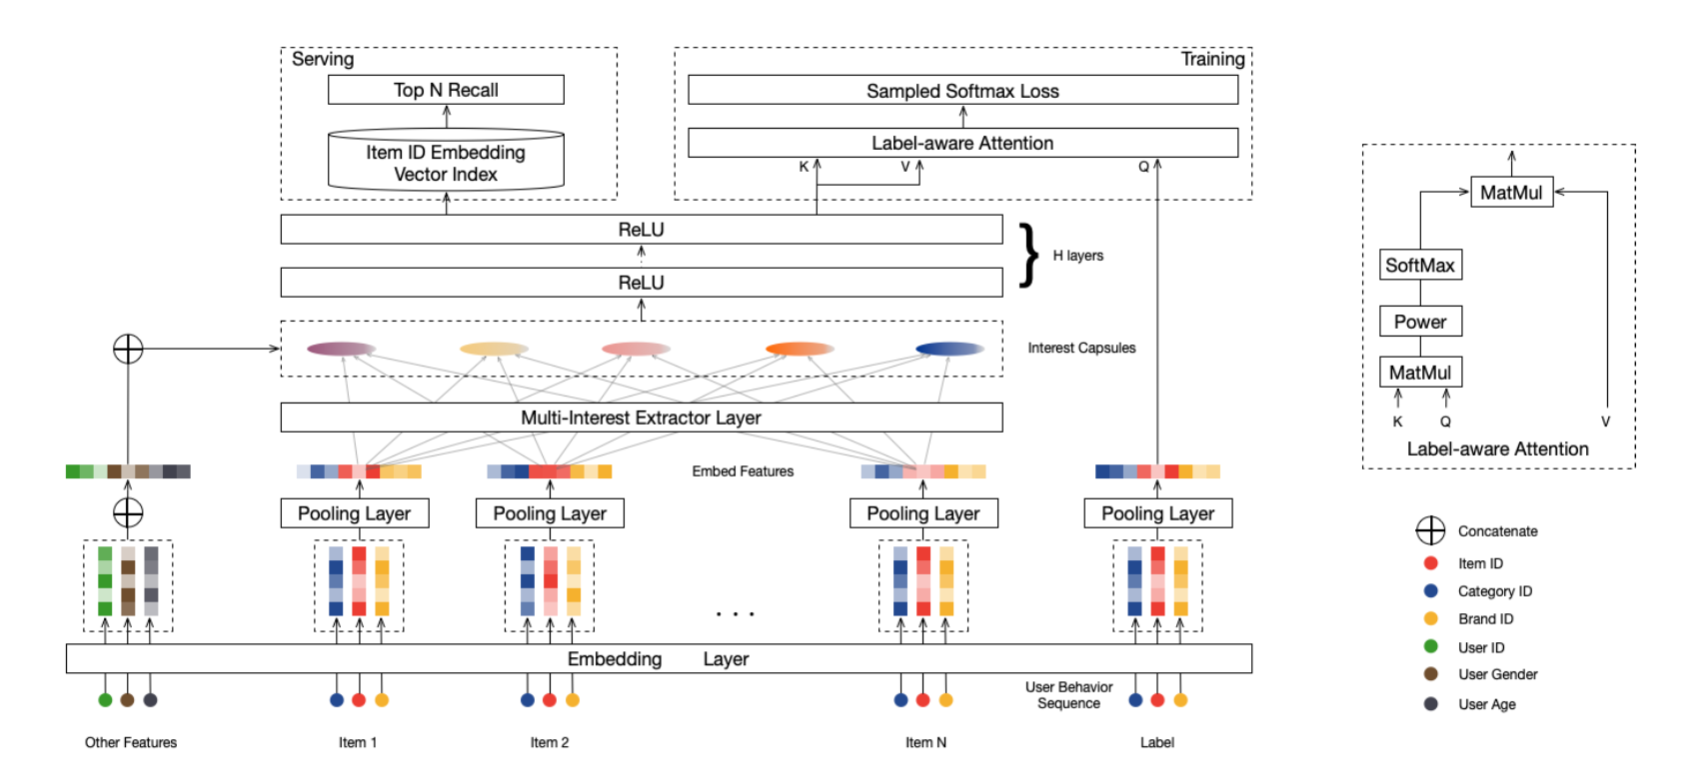 Serving
Top N Recall
Item ID Embedding
Vector Index
Training
Sampled Softmax Loss
Label-aware Attention
K
V
Q
ReLU
ReLU
H layers
Interest Capsules
Multi-Interest Extractor Layer
Embed Features
Pooling Layer
Pooling Layer
Pooling Layer
Pooling Layer
. . .
Embedding Layer
User Behavior
Sequence
Other Features
Item 1
Item 2
Item N
Label
MatMul
SoftMax
Power
MatMul
K
Q
V
Label-aware Attention
Concatenate
Item ID
Category ID
Brand ID
User ID
User Gender
User Age